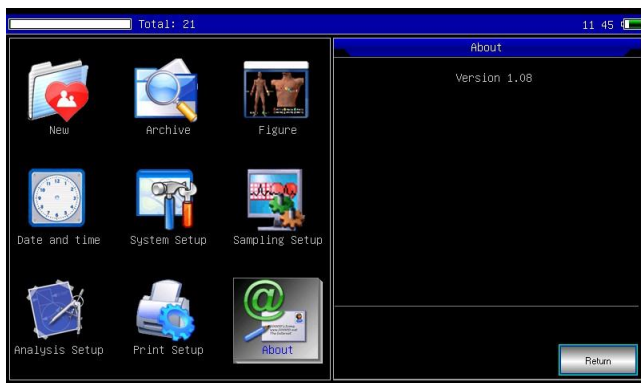 Total: 21
11 45
New
Archive
Figure
Date and time
System Setup
Sampling Setup
Analysis Setup
Print Setup
About
About
Version 1.08
Return